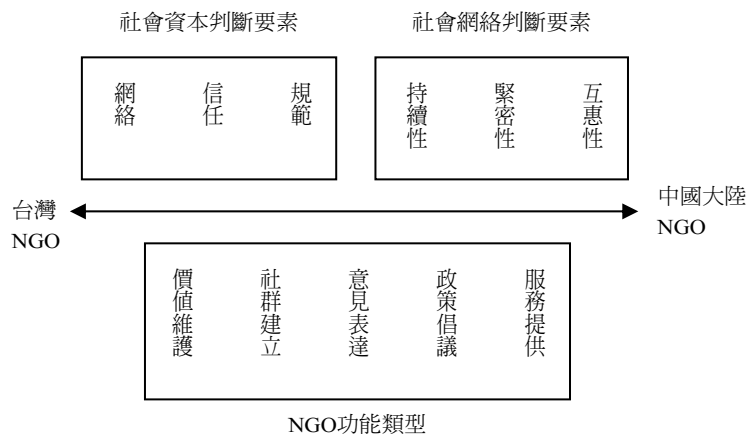 社會資本判斷要素
社會網絡判斷要素
網絡
信任
規範
持續性
緊密性
互惠性
台灣
NGO
中國大陸
NGO
價值維護
社群建立
意見表達
政策倡議
服務提供
NGO功能類型